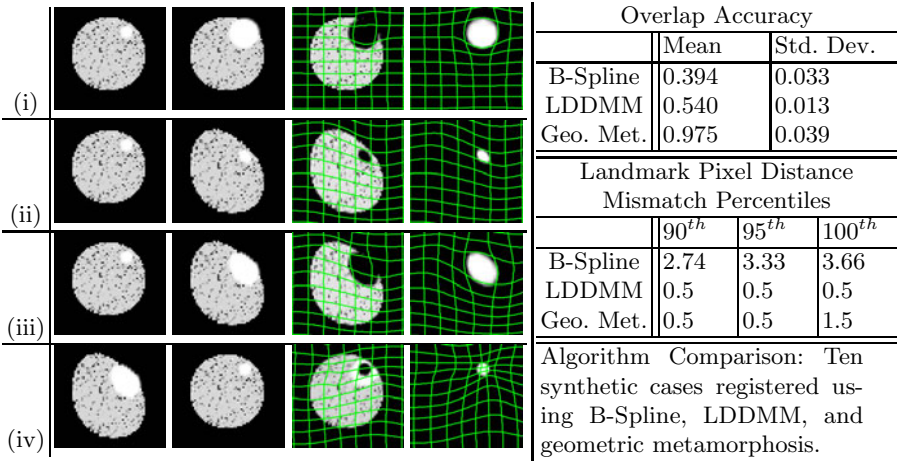 (i)
(ii)
(iii)
(iv)
Overlap Accuracy
Mean Std. Dev.
B-Spline 0.394 0.033
LDDMM 0.540 0.013
Geo. Met. 0.975 0.039
Landmark Pixel Distance
Mismatch Percentiles
90th 95th 100th
B-Spline 2.74 3.33 3.66
LDDMM 0.5 0.5 0.5
Geo. Met. 0.5 0.5 1.5
Algorithm Comparison: Ten
synthetic cases registered us-
ing B-Spline, LDDMM, and
geometric metamorphosis.